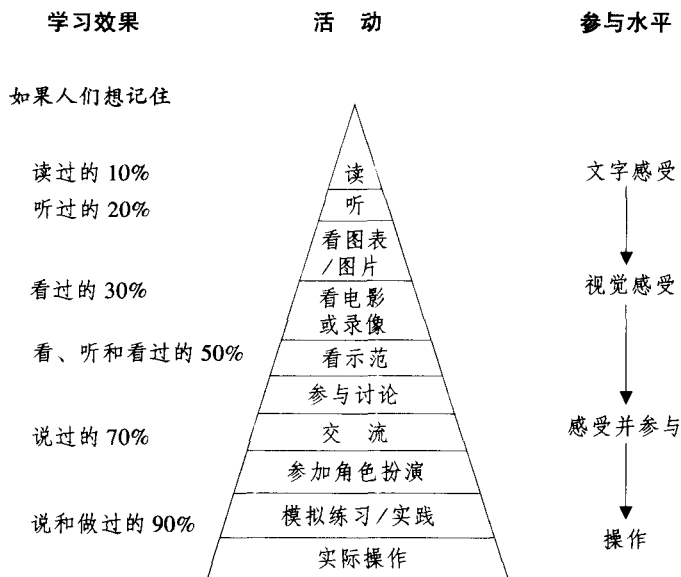 学习效果 活 动 参与水平
如果人们想记住
读过的 10% 读 文字感受
听过的 20% 听
看图表
/图片
看过的 30% 看电影 视觉感受
或录像
看、听和看过的 50% 看示范
参与讨论
说过的 70% 交 流 感受并参与
参加角色扮演
说和做过的 90% 模拟练习/实践 操作
实际操作